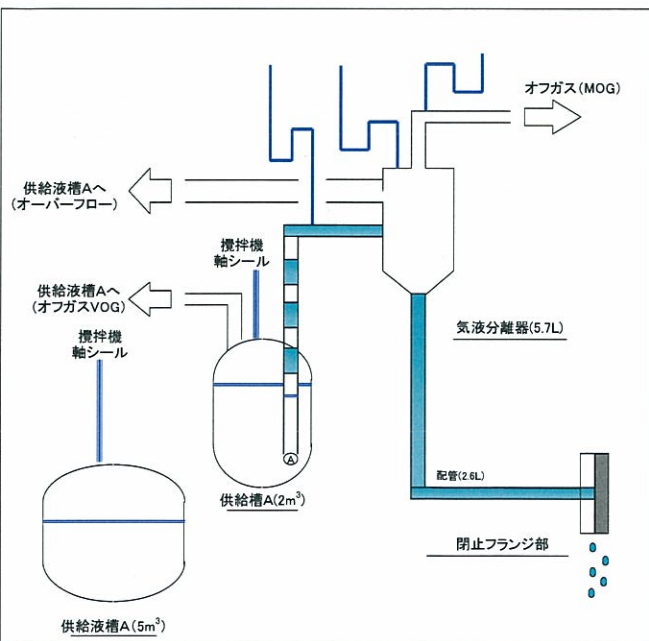 オフガス(MOG)
供給液槽Aへ
(オーバーフロー)
攪拌機
軸シール
供給液槽Aへ
(オフガスVOG)
攪拌機
軸シール
気液分離器(5.7L)
A
配管(2.6L)
供給槽A(2m³)
閉止フランジ部
供給液槽A(5m³)